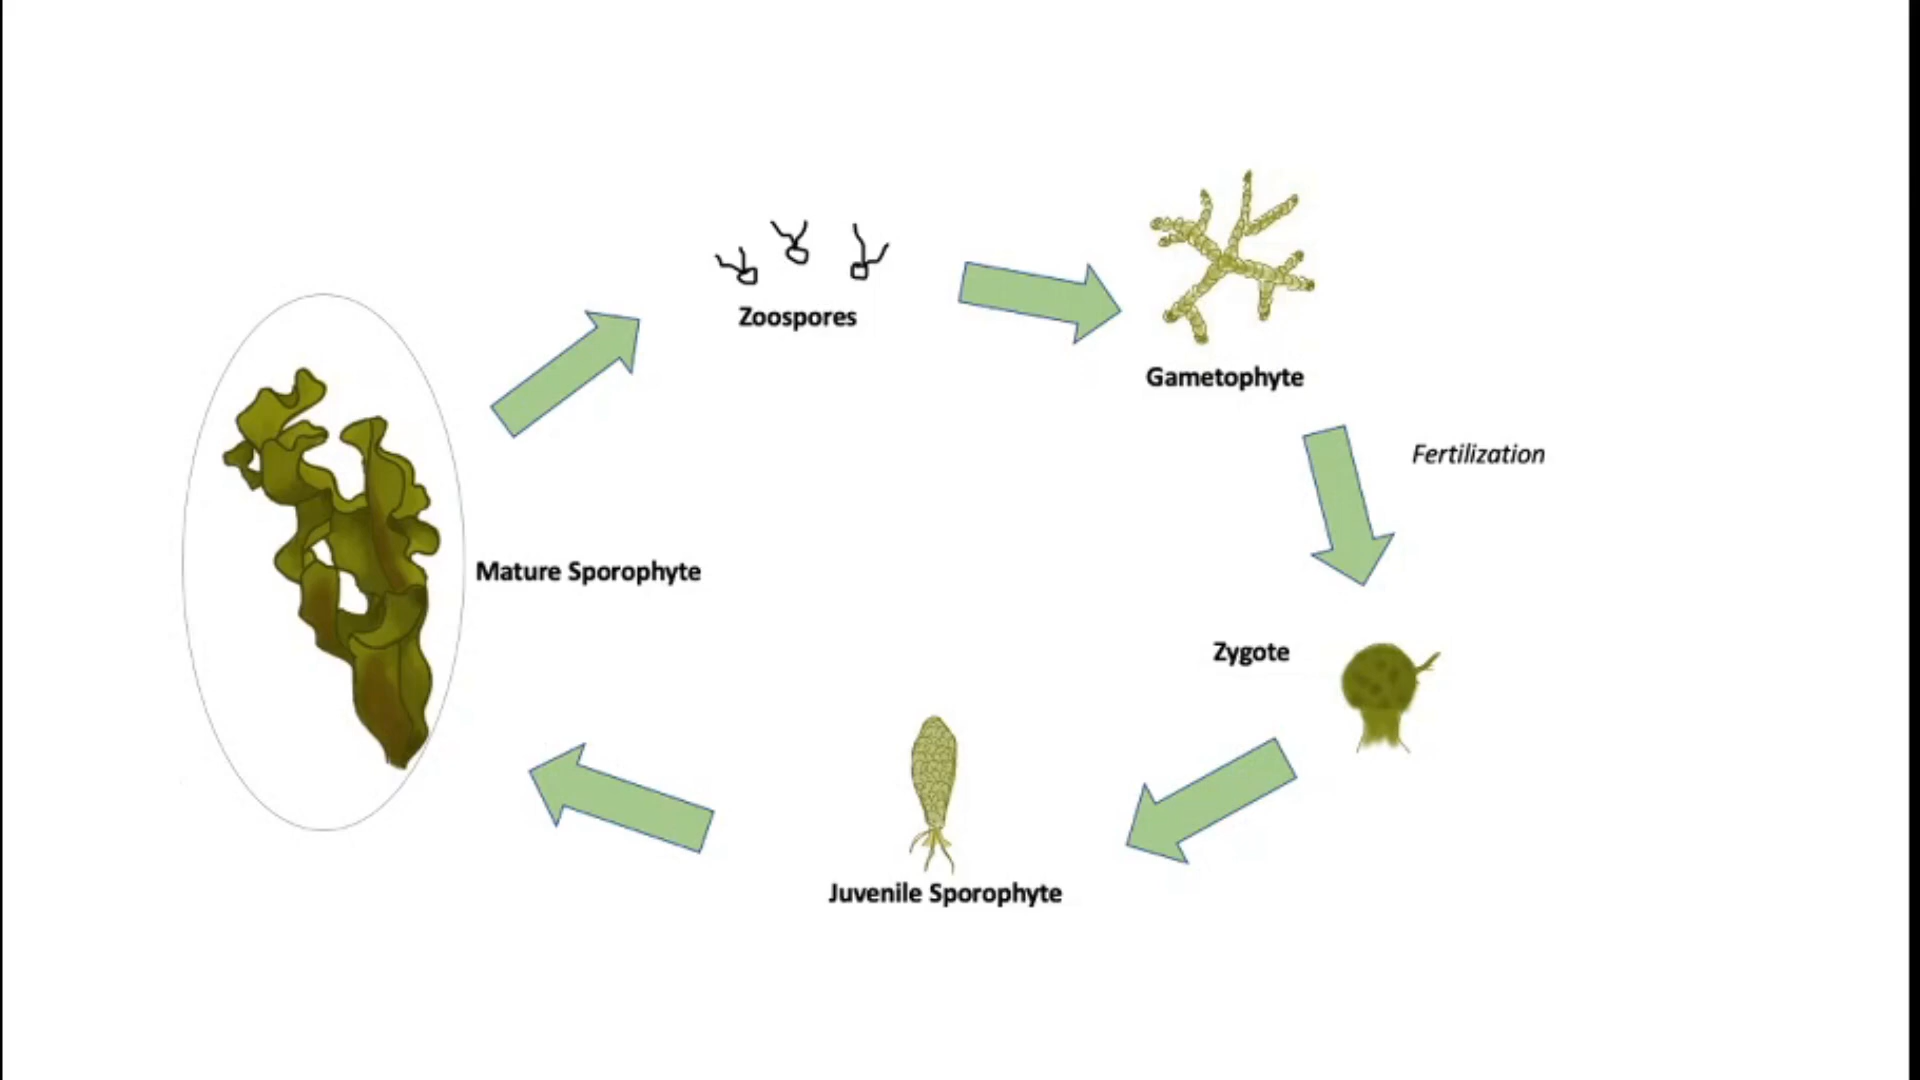 Zoospores
Gametophyte
Fertilization
Mature Sporophyte
Zygote
Juvenile Sporophyte